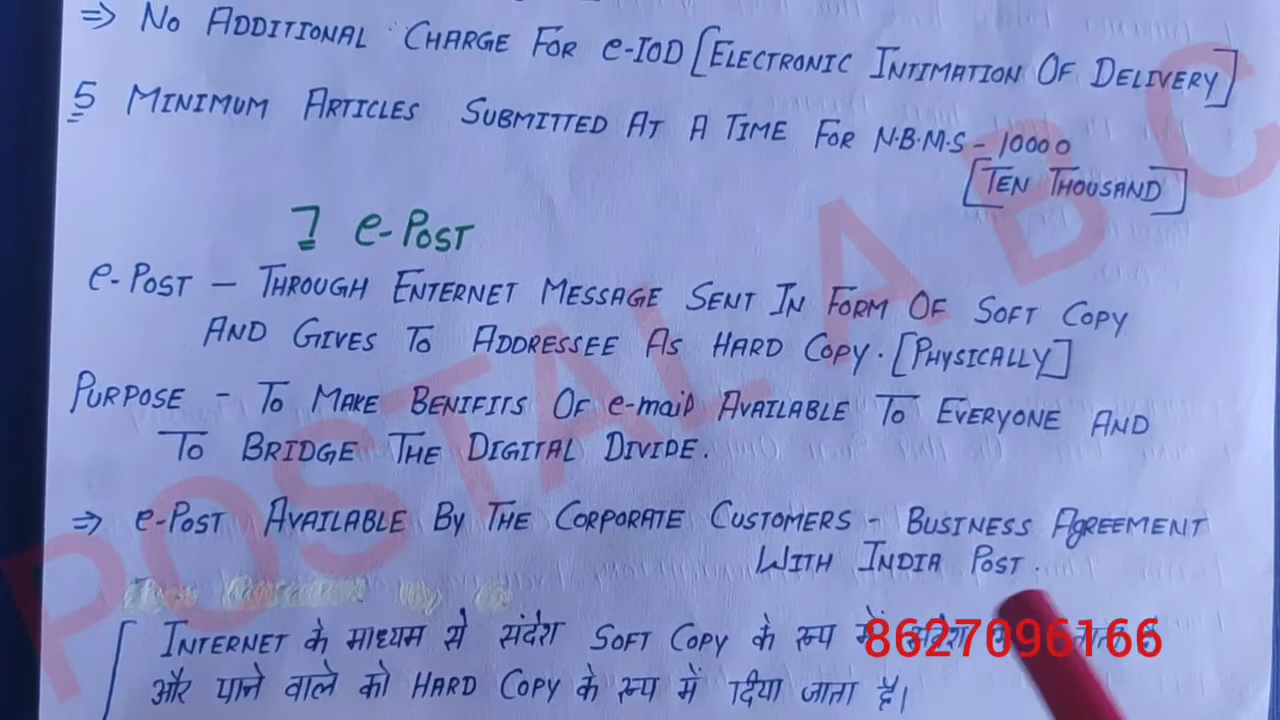 ⇒ No Additional Charge For e-IOD [Electronic Intimation Of Delivery]
5 Minimum Articles Submitted At A Time For N.B.M.S - 10000
[Ten Thousand]
7 e-Post
e-Post — Through Enternet Message Sent In Form Of Soft Copy
And Gives To Addressee As Hard Copy. [Physically]
Purpose - To Make Benifits Of e-mail Available To Everyone And
To Bridge The Digital Divide.
⇒ e-Post Available By The Corporate Customers - Business Agreement
With India Post.
Internet के माध्यम से संदेश Soft Copy के रूप में
8627096166
और पाने वाले को Hard Copy के रूप में दिया जाता है।
POSTAL ABC